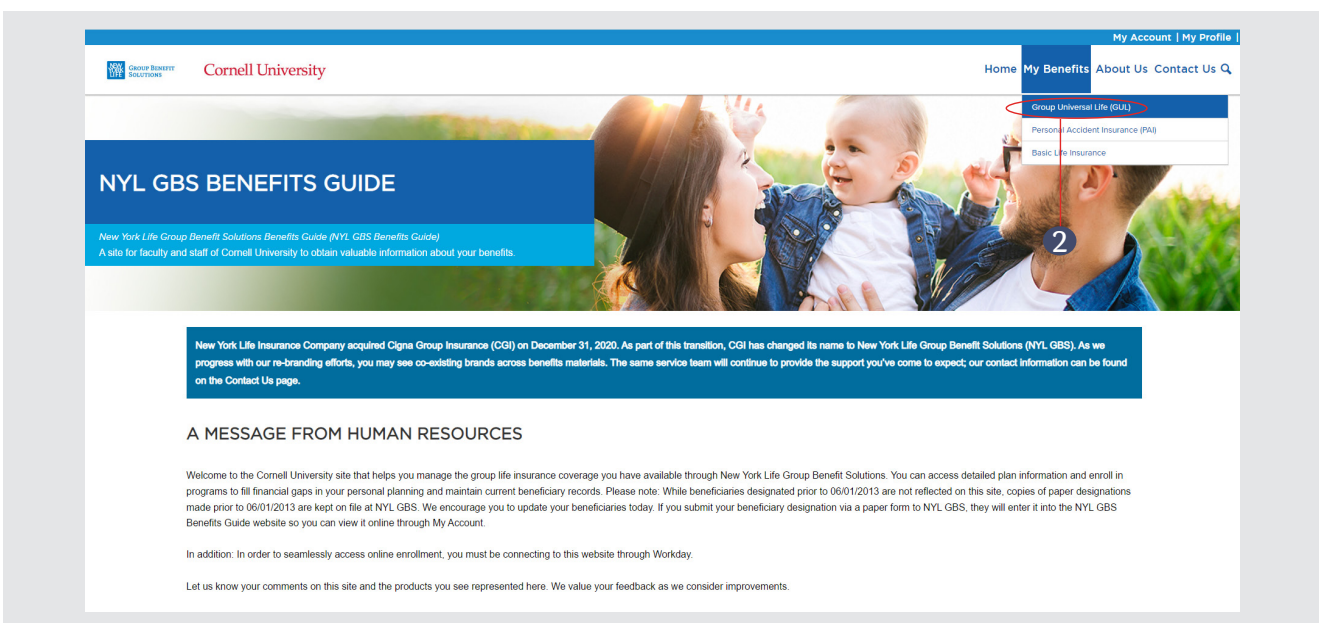 My Account | My Profile |
NEW YORK LIFE GROUP BENEFIT SOLUTIONS
Cornell University
Home My Benefits About Us Contact Us
Group Universal Life (GUL)
Personal Accident Insurance (PAI)
Basic Life Insurance
2
NYL GBS BENEFITS GUIDE
New York Life Group Benefit Solutions Benefits Guide (NYL GBS Benefits Guide)
A site for faculty and staff of Cornell University to obtain valuable information about your benefits.
New York Life Insurance Company acquired Cigna Group Insurance (CGI) on December 31, 2020. As part of this transition, CGI has changed its name to New York Life Group Benefit Solutions (NYL GBS). As we
progress with our re-branding efforts, you may see co-existing brands across benefits materials. The same service team will continue to provide the support you've come to expect; our contact information can be found
on the Contact Us page.
A MESSAGE FROM HUMAN RESOURCES
Welcome to the Cornell University site that helps you manage the group life insurance coverage you have available through New York Life Group Benefit Solutions. You can access detailed plan information and enroll in
programs to fill financial gaps in your personal planning and maintain current beneficiary records. Please note: While beneficiaries designated prior to 06/01/2013 are not reflected on this site, copies of paper designations
made prior to 06/01/2013 are kept on file at NYL GBS. We encourage you to update your beneficiaries today. If you submit your beneficiary designation via a paper form to NYL GBS, they will enter it into the NYL GBS
Benefits Guide website so you can view it online through My Account.
In addition: In order to seamlessly access online enrollment, you must be connecting to this website through Workday.
Let us know your comments on this site and the products you see represented here. We value your feedback as we consider improvements.